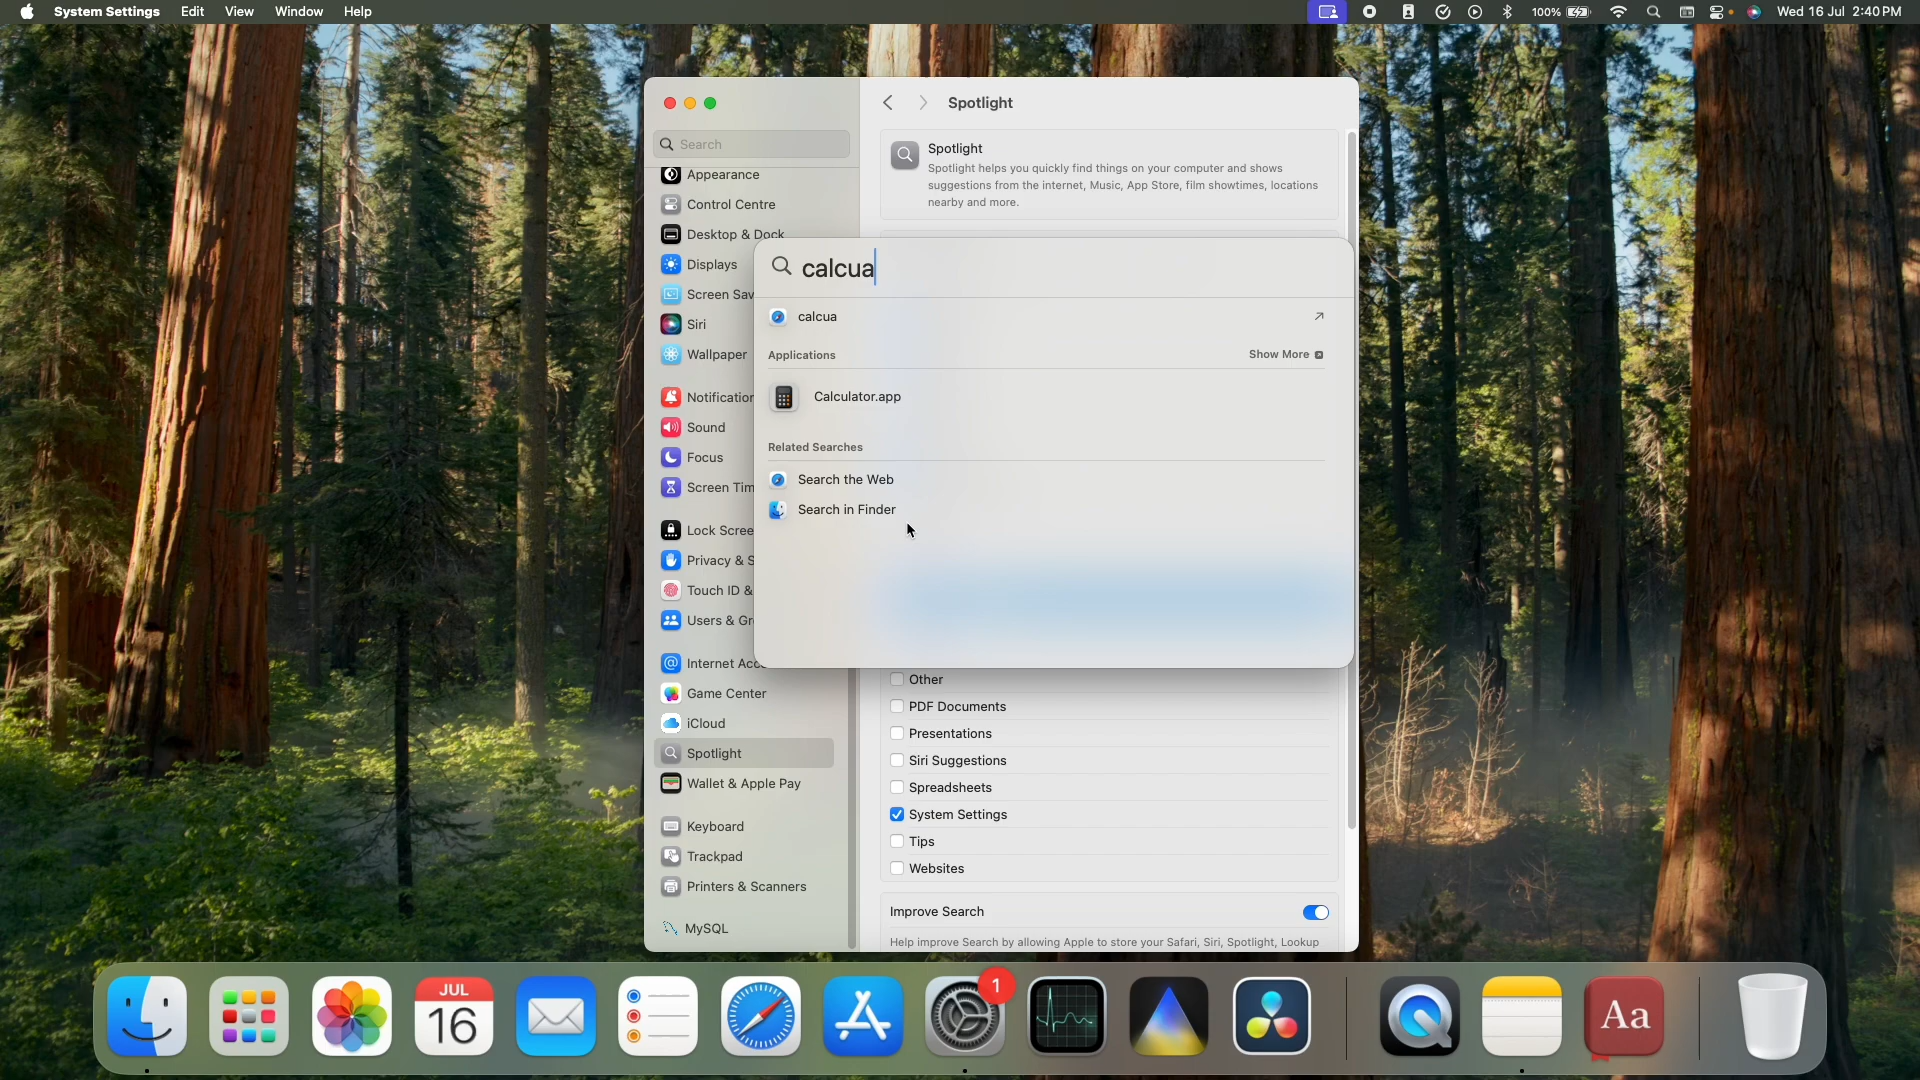 System Settings Edit View Window Help
100% Wed 16 Jul 2:40 PM
Search
Appearance
Control Centre
Desktop & Dock
Displays
Screen Sav
Siri
Wallpaper
Notification
Sound
Focus
Screen Tim
Lock Scree
Privacy & S
Touch ID &
Users & Gr
Internet Acc
Game Center
iCloud
Spotlight
Wallet & Apple Pay
Keyboard
Trackpad
Printers & Scanners
MySQL
Spotlight
Spotlight
Spotlight helps you quickly find things on your computer and shows
suggestions from the internet, Music, App Store, film showtimes, locations
nearby and more.
calcua
calcua
Applications Show More
Calculator.app
Related Searches
Search the Web
Search in Finder
Other
PDF Documents
Presentations
Siri Suggestions
Spreadsheets
System Settings
Tips
Websites
Improve Search
Help improve Search by allowing Apple to store your Safari, Siri, Spotlight, Lookup
JUL
16
1
Aa